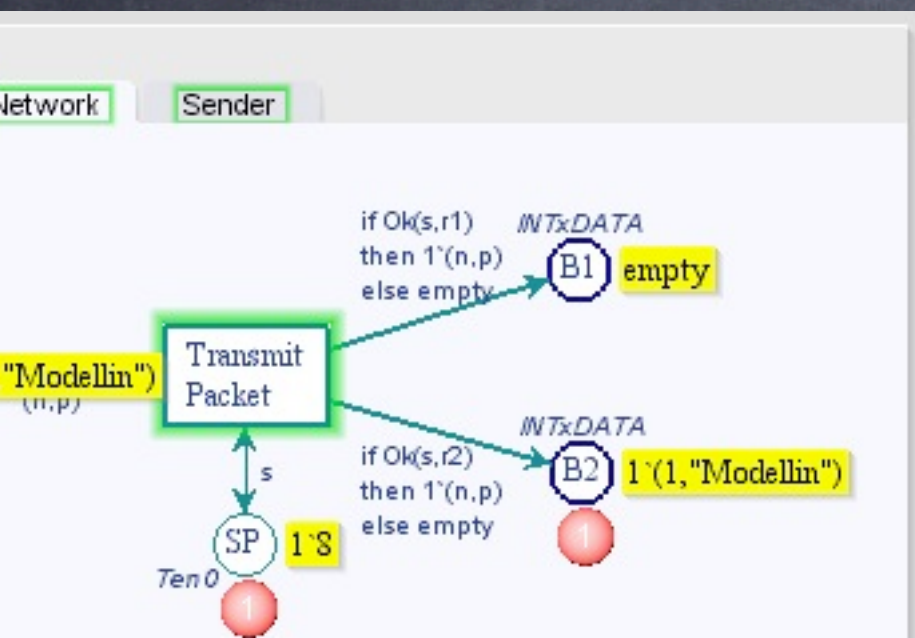 Network
Sender
if Ok(s,r1)
then 1`(n,p)
else empty
INTxDATA
B1
empty
Transmit
Packet
"Modellin")
(n,p)
s
if Ok(s,r2)
then 1`(n,p)
else empty
INTxDATA
B2
1`(1,"Modellin")
1
SP
1`8
Ten0
1